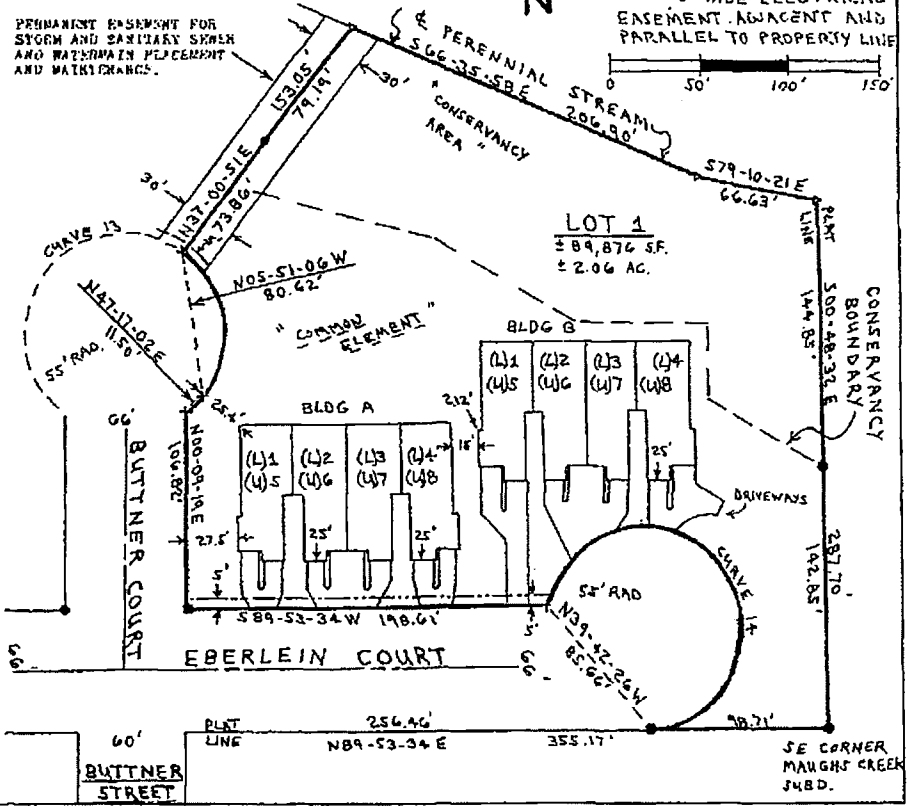 PERMANENT EASEMENT FOR
STORM AND SANITARY SEWER
AND WATERMAIN PLACEMENT
AND MAINTENANCE.
N
EASEMENT. ADJACENT AND
PARALLEL TO PROPERTY LINE
0 50' 100' 150'
153.05'
79.19'
30'
℄ PERENNIAL STREAM
S66-35-58E
206.90'
"CONSERVANCY
AREA"
S79-10-21E
66.63'
30'
N37-00-51E
73.86'
LOT 1
± 89,876 S.F.
± 2.06 AC.
PLAT
LINE
S00-48-32 E
144.85'
CONSERVANCY
BOUNDARY
CURVE 13
N05-51-06W
80.62'
N47-17-02E
11.50'
55' RAD.
"COMMON
ELEMENT"
BLDG B
(L)1 (L)2 (L)3 (L)4
(U)5 (U)6 (U)7 (U)8
2.12'
18'
25'
DRIVEWAYS
66'
BLDG A
(L)1 (L)2 (L)3 (L)4
(U)5 (U)6 (U)7 (U)8
BUTTNER COURT
N00-09-19E
106.82'
27.5'
25'
25'
5'
55' RAD
CURVE 14
287.70'
142.85'
S89-53-34W 198.61'
5'
N39-42-26W
85.66'
66'
EBERLEIN COURT
66'
PLAT
LINE
256.46'
N89-53-34E
355.17'
98.71'
60'
BUTTNER
STREET
SE CORNER
MAUGHS CREEK
SUBD.